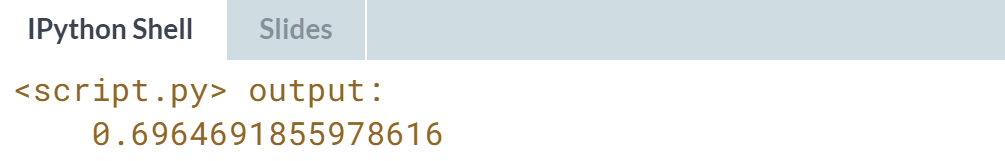 IPython Shell Slides
<script.py> output:
0.6964691855978616